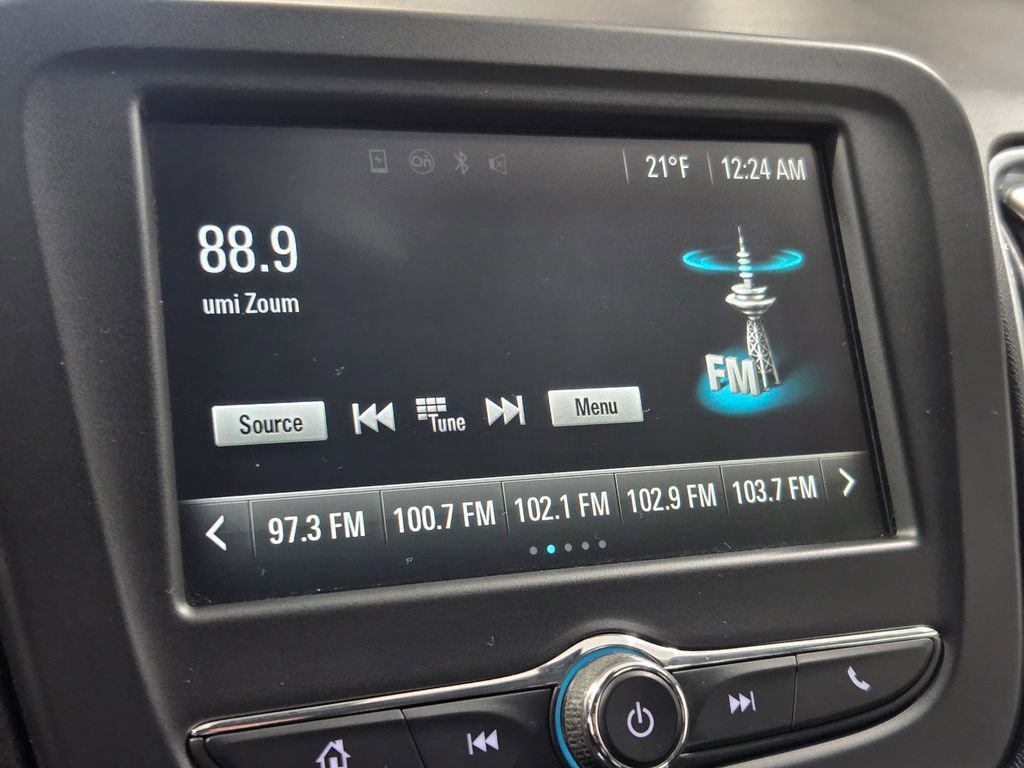 On
21°F
12:24 AM
88.9
umi Zoum
FM
Source
Tune
Menu
97.3 FM
100.7 FM
102.1 FM
102.9 FM
103.7 FM